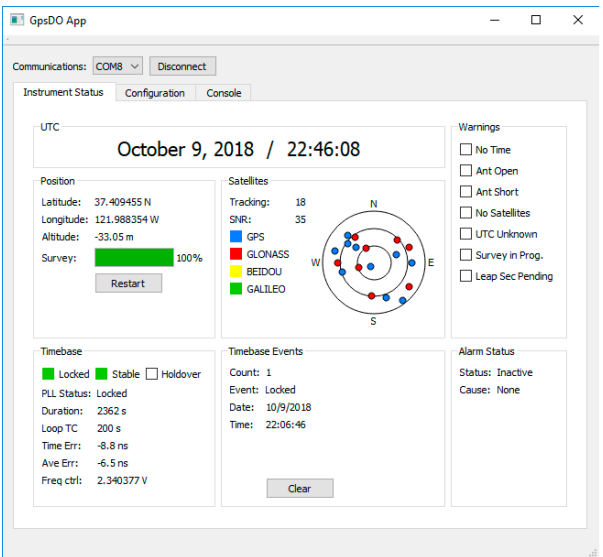 GpsDO App
Communications: COM8 Disconnect
Instrument Status Configuration Console
UTC
October 9, 2018 / 22:46:08
Warnings
No Time
Ant Open
Ant Short
No Satellites
UTC Unknown
Survey in Prog.
Leap Sec Pending
Position
Latitude: 37.409455 N
Longitude: 121.988354 W
Altitude: -33.05 m
Survey: 100%
Restart
Satellites
Tracking: 18
SNR: 35
GPS
GLONASS
BEIDOU
GALILEO
N
W E
S
Timebase
Locked Stable Holdover
PLL Status: Locked
Duration: 2362 s
Loop TC 200 s
Time Err: -8.8 ns
Ave Err: -6.5 ns
Freq ctrl: 2.340377 V
Timebase Events
Count: 1
Event: Locked
Date: 10/9/2018
Time: 22:06:46
Clear
Alarm Status
Status: Inactive
Cause: None